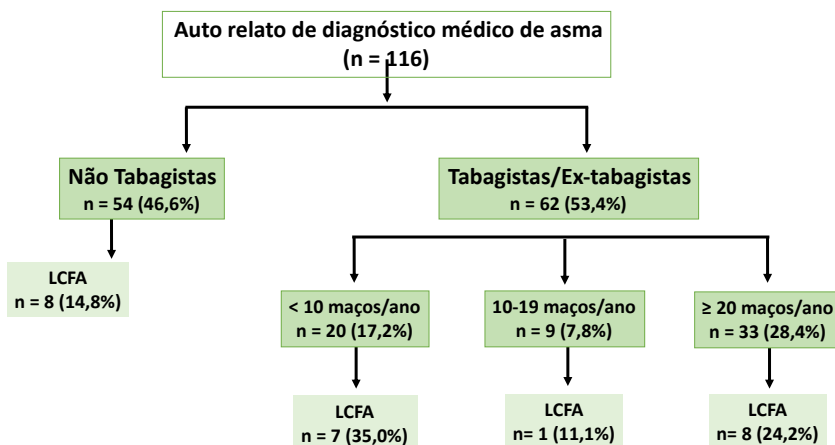 Auto relato de diagnóstico médico de asma
(n = 116)
Não Tabagistas
n = 54 (46,6%)
Tabagistas/Ex-tabagistas
n = 62 (53,4%)
LCFA
n = 8 (14,8%)
< 10 maços/ano
n = 20 (17,2%)
10-19 maços/ano
n = 9 (7,8%)
≥ 20 maços/ano
n = 33 (28,4%)
LCFA
n = 7 (35,0%)
LCFA
n= 1 (11,1%)
LCFA
n= 8 (24,2%)